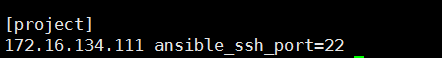 [project]
172.16.134.111 ansible_ssh_port=22